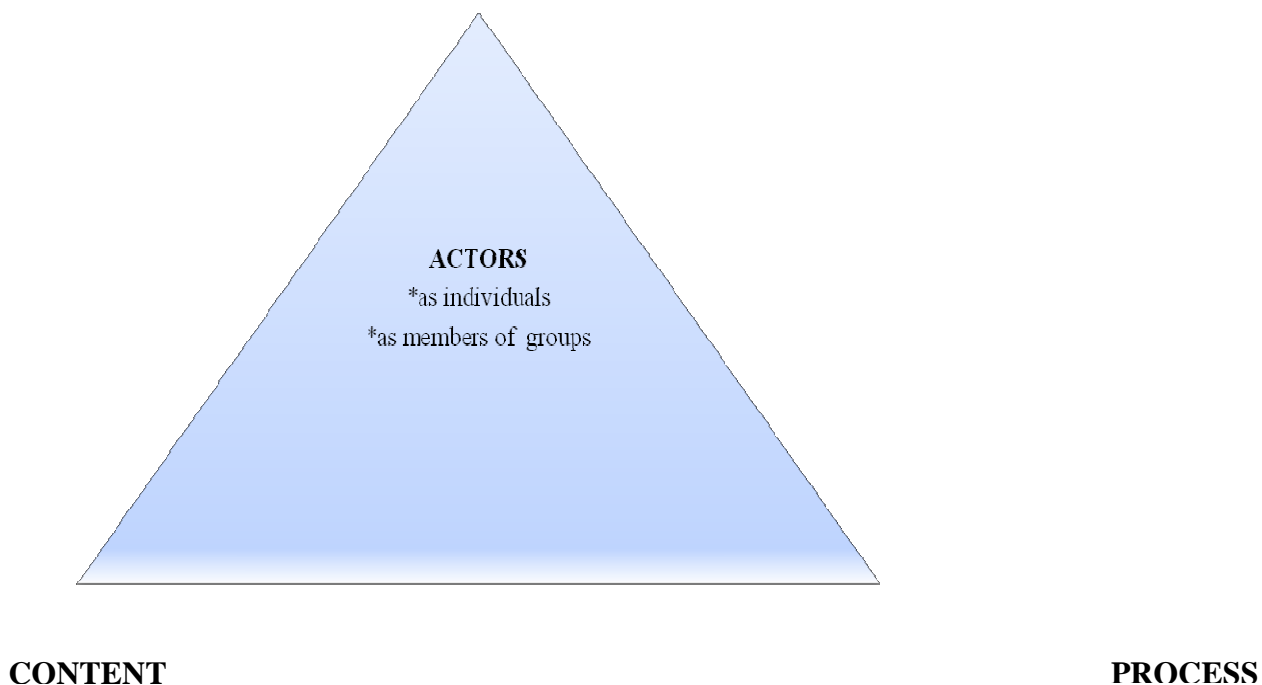 ACTORS
*as individuals
*as members of groups
CONTENT PROCESS